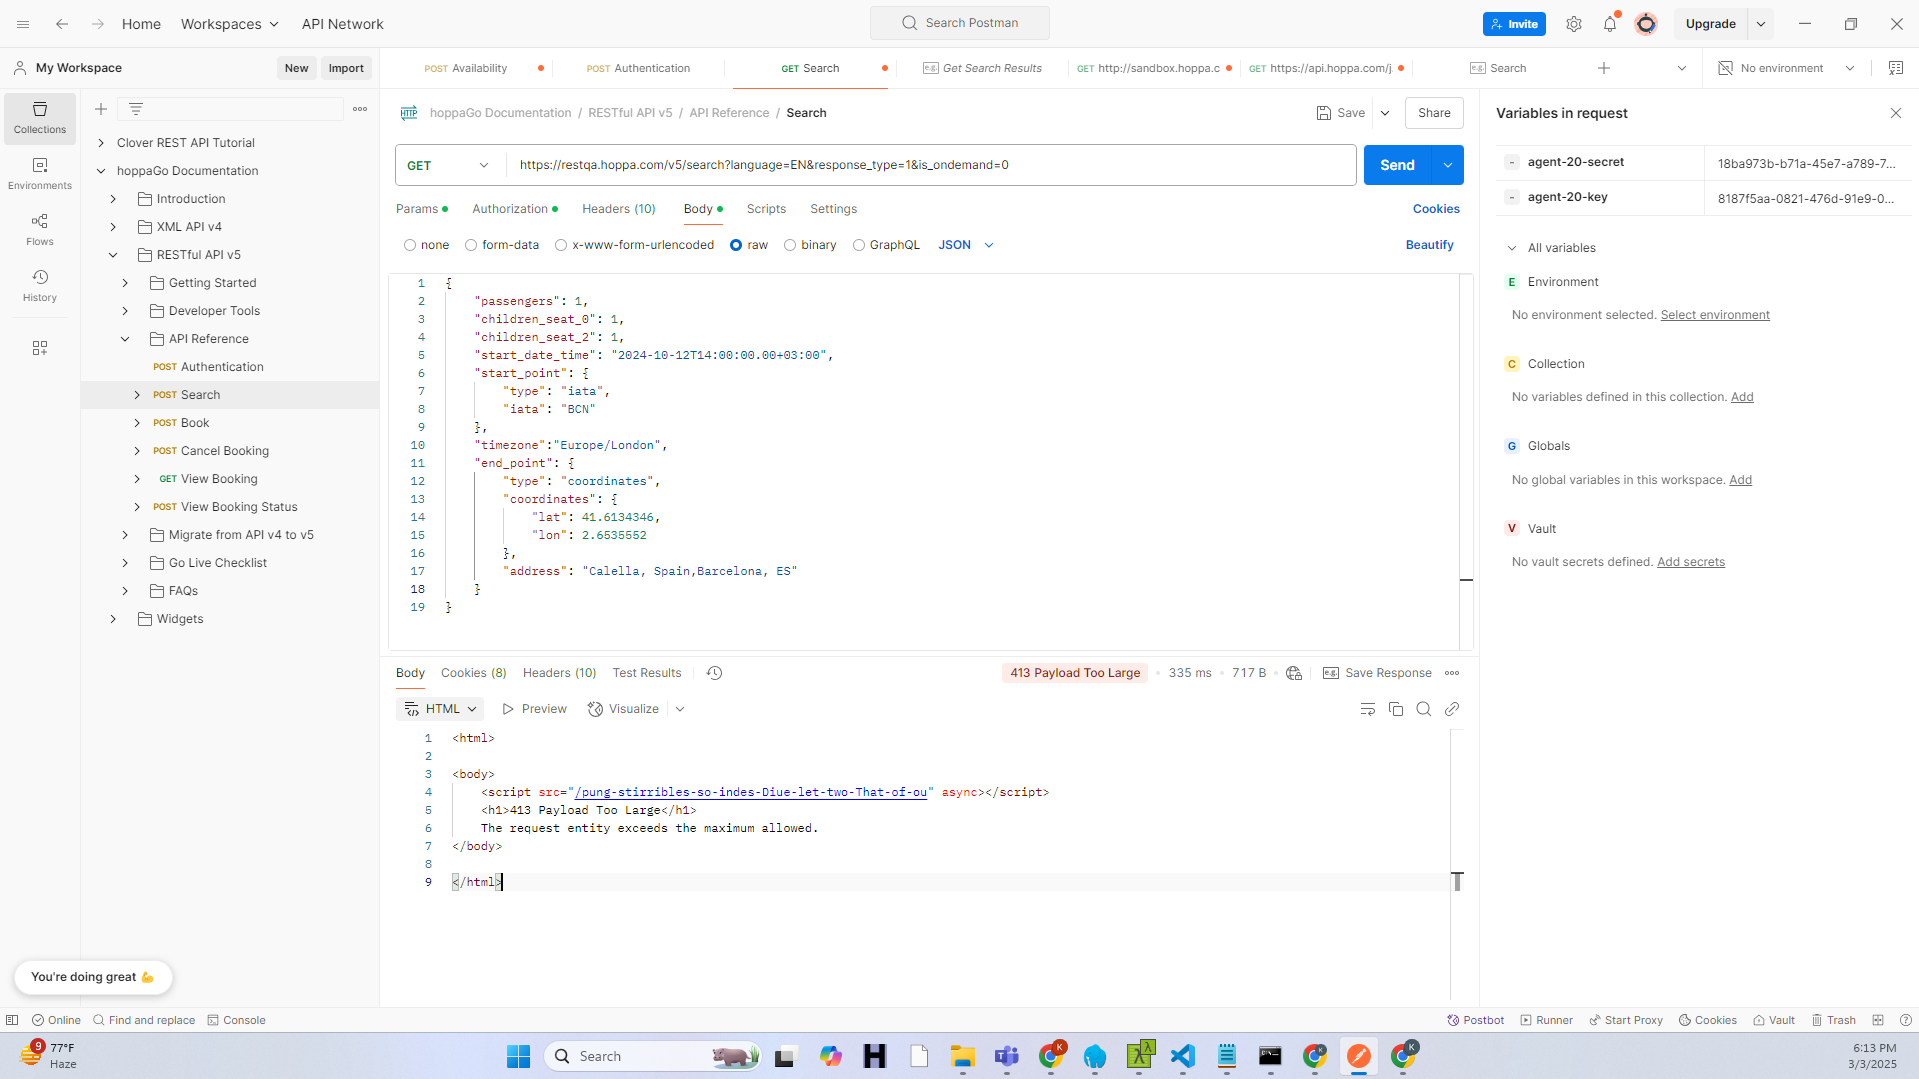 Home Workspaces API Network Search Postman Invite Upgrade
My Workspace New Import POST Availability POST Authentication GET Search e.g. Get Search Results GET http://sandbox.hoppa.c GET https://api.hoppa.com/j e.g. Search No environment
Collections
Environments
Flows
History
Clover REST API Tutorial
hoppaGo Documentation
Introduction
XML API v4
RESTful API v5
Getting Started
Developer Tools
API Reference
POST Authentication
POST Search
POST Book
POST Cancel Booking
GET View Booking
POST View Booking Status
Migrate from API v4 to v5
Go Live Checklist
FAQs
Widgets
You're doing great 💪
HTTP hoppaGo Documentation / RESTful API v5 / API Reference / Search Save Share
GET https://restqa.hoppa.com/v5/search?language=EN&response_type=1&is_ondemand=0 Send
Params Authorization Headers (10) Body Scripts Settings Cookies
none form-data x-www-form-urlencoded raw binary GraphQL JSON Beautify
1 {
2 "passengers": 1,
3 "children_seat_0": 1,
4 "children_seat_2": 1,
5 "start_date_time": "2024-10-12T14:00:00.00+03:00",
6 "start_point": {
7 "type": "iata",
8 "iata": "BCN"
9 },
10 "timezone":"Europe/London",
11 "end_point": {
12 "type": "coordinates",
13 "coordinates": {
14 "lat": 41.6134346,
15 "lon": 2.6535552
16 },
17 "address": "Calella, Spain,Barcelona, ES"
18 }
19 }
Body Cookies (8) Headers (10) Test Results 413 Payload Too Large 335 ms 717 B e.g. Save Response
HTML Preview Visualize
1 <html>
2
3 <body>
4 <script src="/pung-stirribles-so-indes-Diue-let-two-That-of-ou" async></script>
5 <h1>413 Payload Too Large</h1>
6 The request entity exceeds the maximum allowed.
7 </body>
8
9 </html>
Variables in request
- agent-20-secret 18ba973b-b71a-45e7-a789-7...
- agent-20-key 8187f5aa-0821-476d-91e9-0...
All variables
E Environment
No environment selected. Select environment
C Collection
No variables defined in this collection. Add
G Globals
No global variables in this workspace. Add
V Vault
No vault secrets defined. Add secrets
Online Find and replace Console Postbot Runner Start Proxy Cookies Vault Trash
9 77°F
Haze
Search
K K K
6:13 PM
3/3/2025